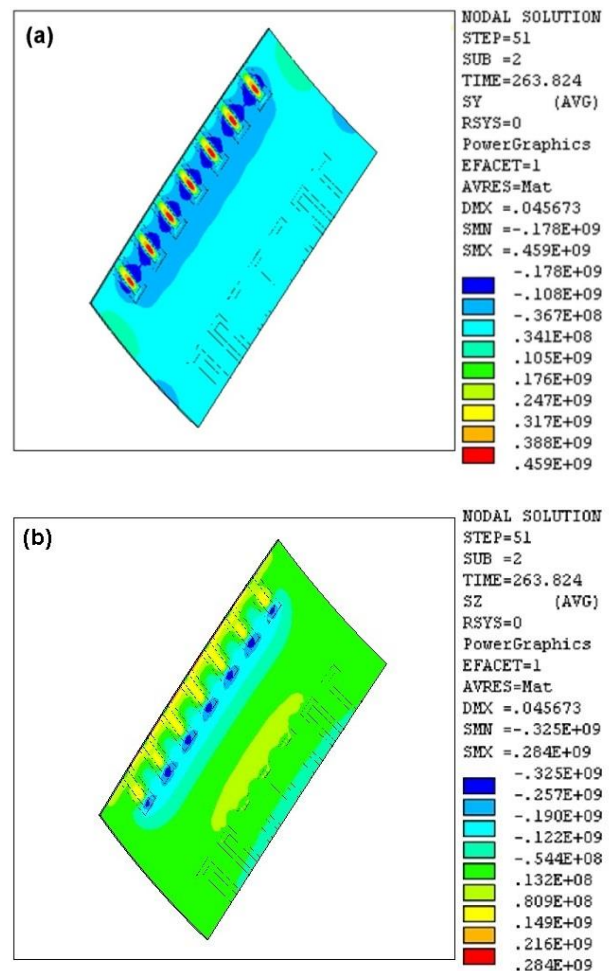 (a)
NODAL SOLUTION
STEP=51
SUB =2
TIME=263.824
SY (AVG)
RSYS=0
PowerGraphics
EFACET=1
AVRES=Mat
DMX =.045673
SMN =-.178E+09
SMX =.459E+09
-.178E+09
-.108E+09
-.367E+08
.341E+08
.105E+09
.176E+09
.247E+09
.317E+09
.388E+09
.459E+09
(b)
NODAL SOLUTION
STEP=51
SUB =2
TIME=263.824
SZ (AVG)
RSYS=0
PowerGraphics
EFACET=1
AVRES=Mat
DMX =.045673
SMN =-.325E+09
SMX =.284E+09
-.325E+09
-.257E+09
-.190E+09
-.122E+09
-.544E+08
.132E+08
.809E+08
.149E+09
.216E+09
.284E+09